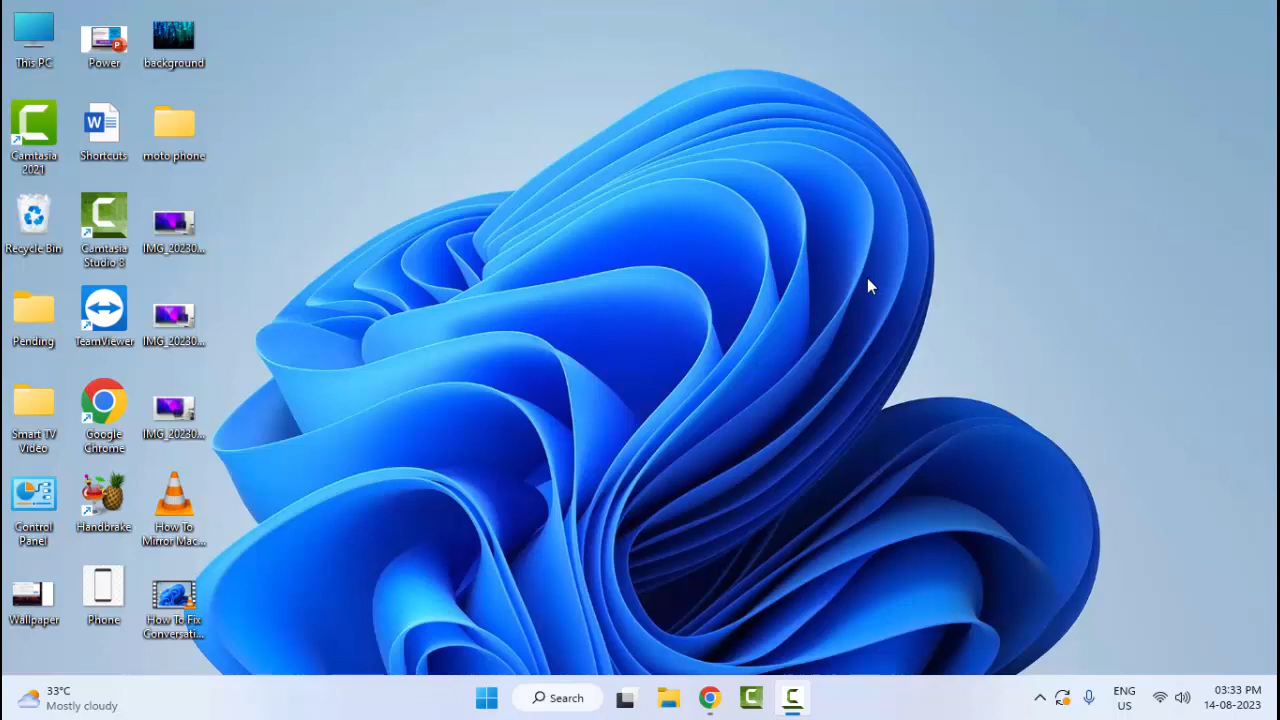 This PC
Power
background
Camtasia
2021
Shortcuts
moto phone
Recycle Bin
Camtasia
Studio 8
IMG_20230...
Pending
TeamViewer
IMG_20230...
Smart TV
Video
Google
Chrome
IMG_20230...
Control
Panel
Handbrake
How To
Mirror Mac...
Wallpaper
Phone
How To Fix
Conversati...
33°C
Mostly cloudy
Search
ENG
US
03:33 PM
14-08-2023